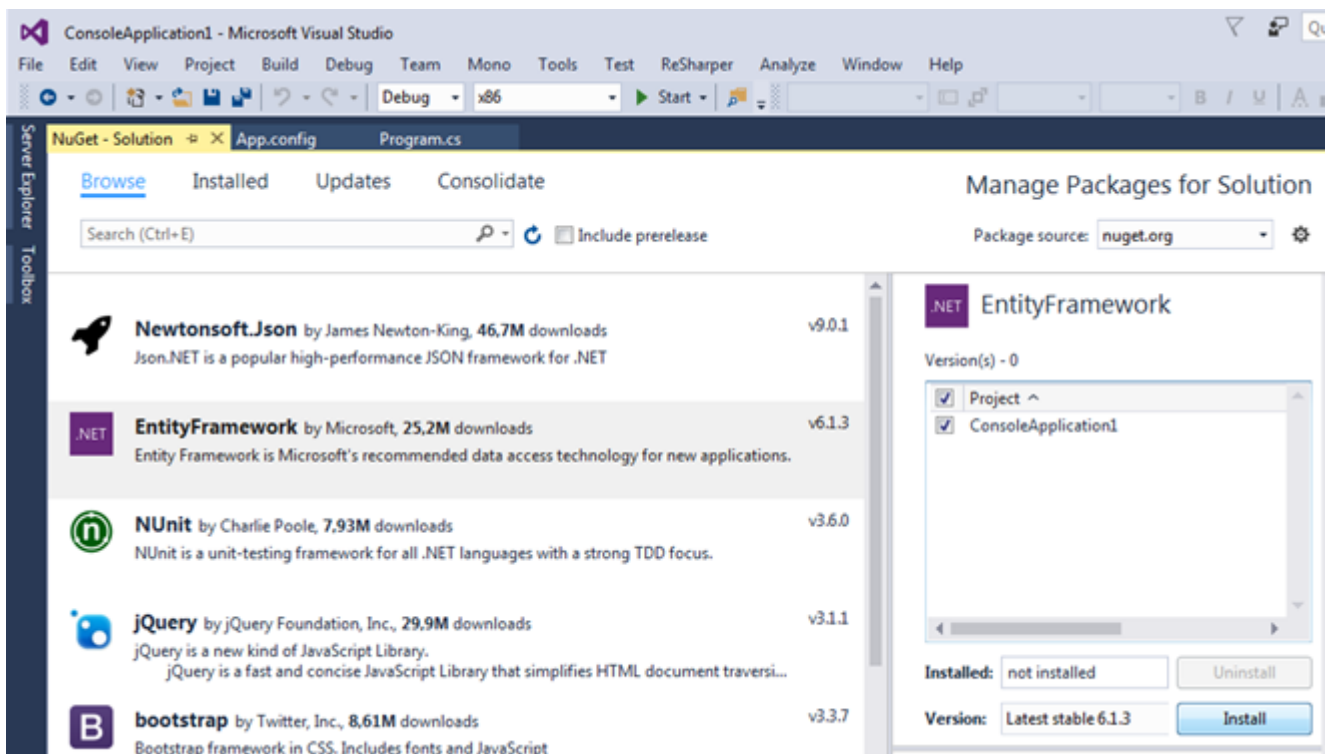 ConsoleApplication1 - Microsoft Visual Studio
File Edit View Project Build Debug Team Mono Tools Test ReSharper Analyze Window Help
Debug x86 Start B I U A
Server Explorer
Toolbox
NuGet - Solution App.config Program.cs
Browse Installed Updates Consolidate
Manage Packages for Solution
Search (Ctrl+E) Include prerelease
Package source: nuget.org
Newtonsoft.Json by James Newton-King, 46,7M downloads v9.0.1
Json.NET is a popular high-performance JSON framework for .NET
.NET EntityFramework by Microsoft, 25,2M downloads v6.1.3
Entity Framework is Microsoft's recommended data access technology for new applications.
n NUnit by Charlie Poole, 7,93M downloads v3.6.0
NUnit is a unit-testing framework for all .NET languages with a strong TDD focus.
jQuery by jQuery Foundation, Inc., 29,9M downloads v3.1.1
jQuery is a new kind of JavaScript Library.
jQuery is a fast and concise JavaScript Library that simplifies HTML document traversi...
B bootstrap by Twitter, Inc., 8,61M downloads v3.3.7
Bootstrap framework in CSS. Includes fonts and JavaScript
.NET EntityFramework
Version(s) - 0
Project
ConsoleApplication1
Installed: not installed Uninstall
Version: Latest stable 6.1.3 Install